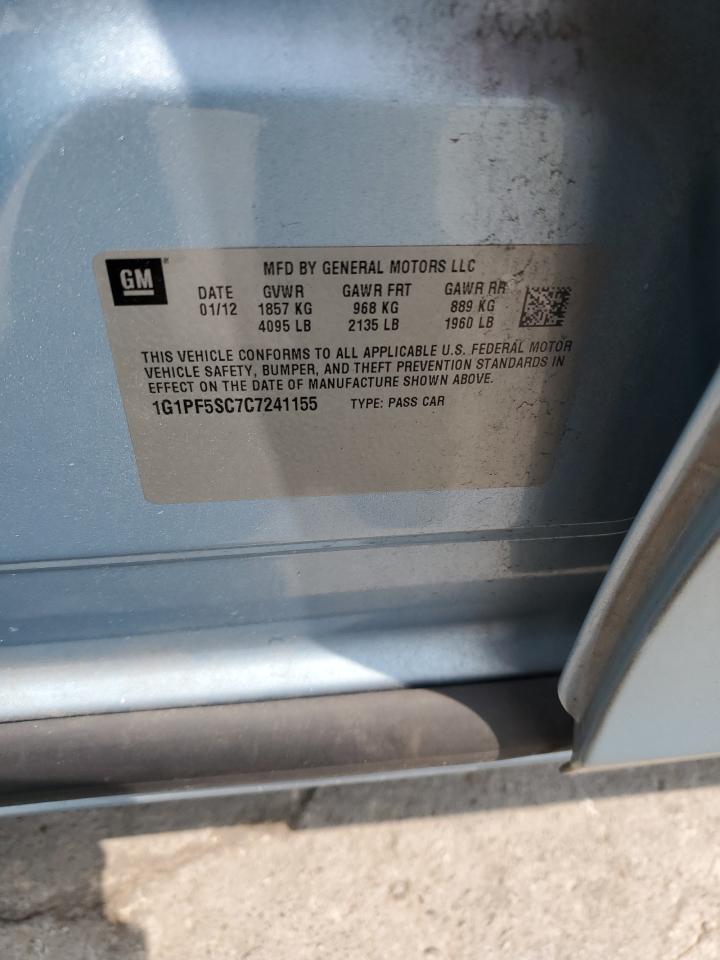 GM
MFD BY GENERAL MOTORS LLC
DATE GVWR GAWR FRT GAWR RR
01/12 1857 KG 968 KG 889 KG
4095 LB 2135 LB 1960 LB
THIS VEHICLE CONFORMS TO ALL APPLICABLE U.S. FEDERAL MOTOR
VEHICLE SAFETY, BUMPER, AND THEFT PREVENTION STANDARDS IN
EFFECT ON THE DATE OF MANUFACTURE SHOWN ABOVE.
1G1PF5SC7C7241155 TYPE: PASS CAR